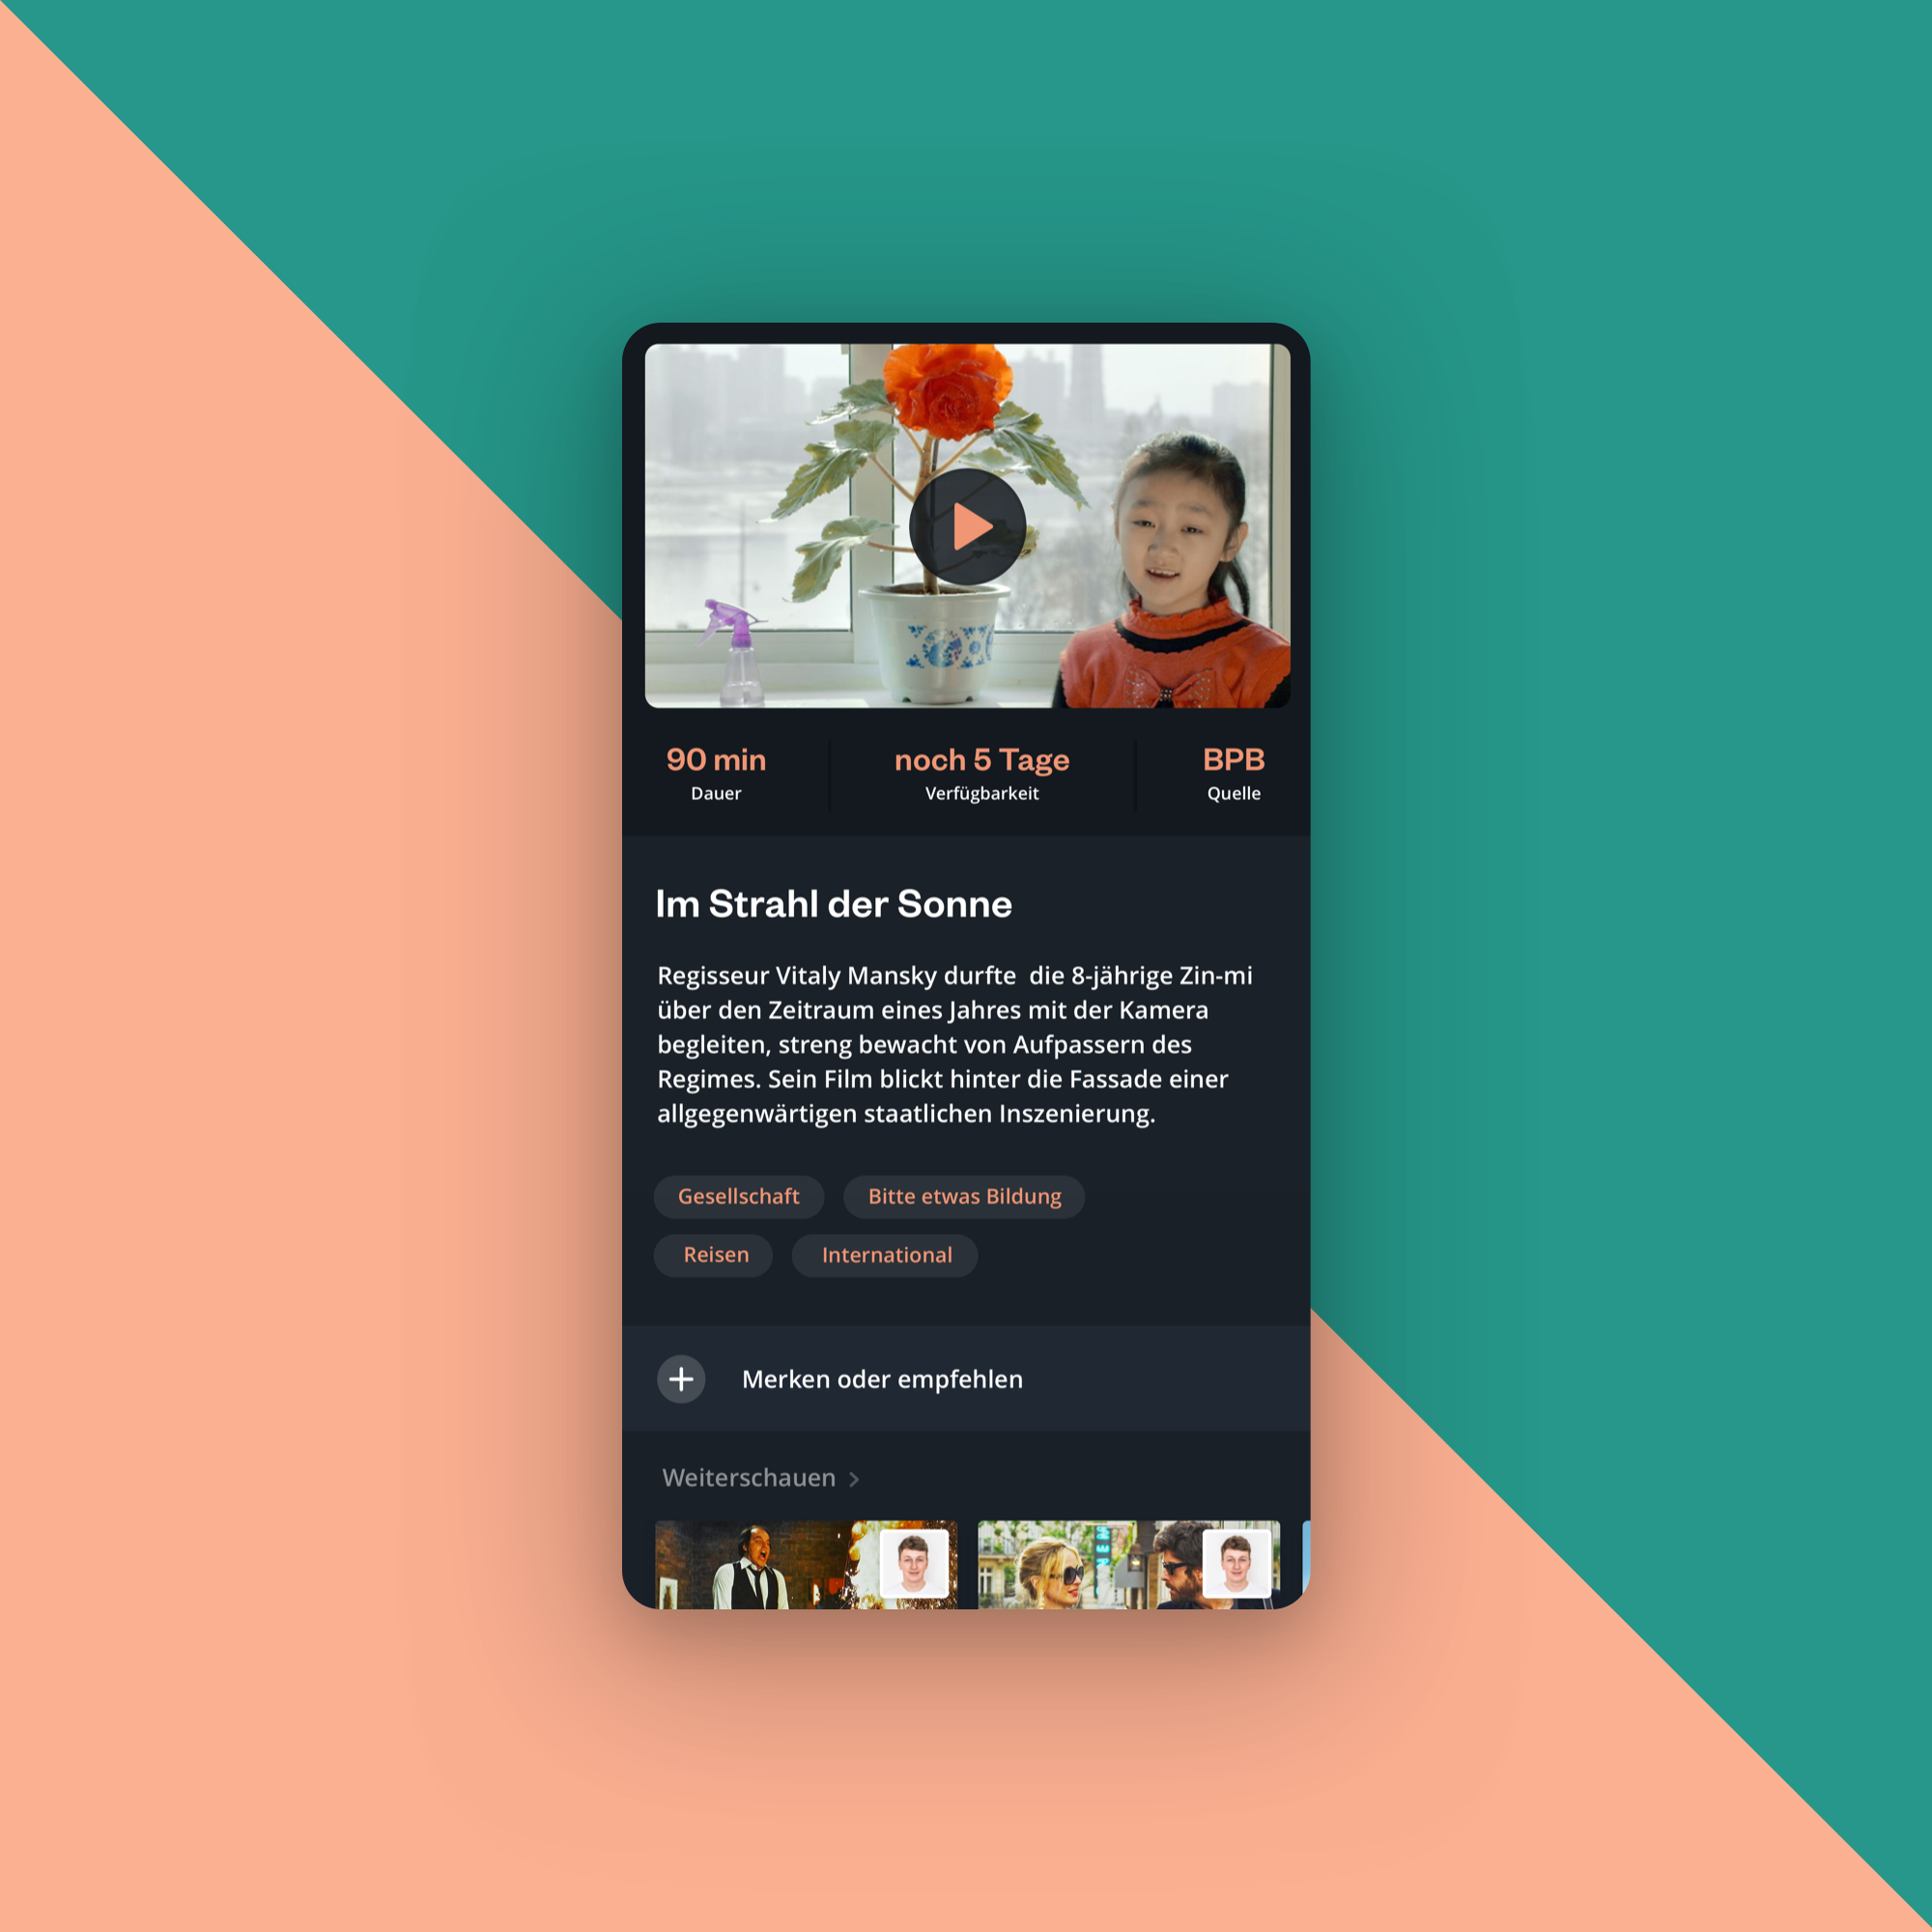 90 min
Dauer
noch 5 Tage
Verfügbarkeit
BPB
Quelle
Im Strahl der Sonne
Regisseur Vitaly Mansky durfte  die 8-jährige Zin-mi
über den Zeitraum eines Jahres mit der Kamera
begleiten, streng bewacht von Aufpassern des
Regimes. Sein Film blickt hinter die Fassade einer
allgegenwärtigen staatlichen Inszenierung.
Gesellschaft
Bitte etwas Bildung
Reisen
International
Merken oder empfehlen
Weiterschauen